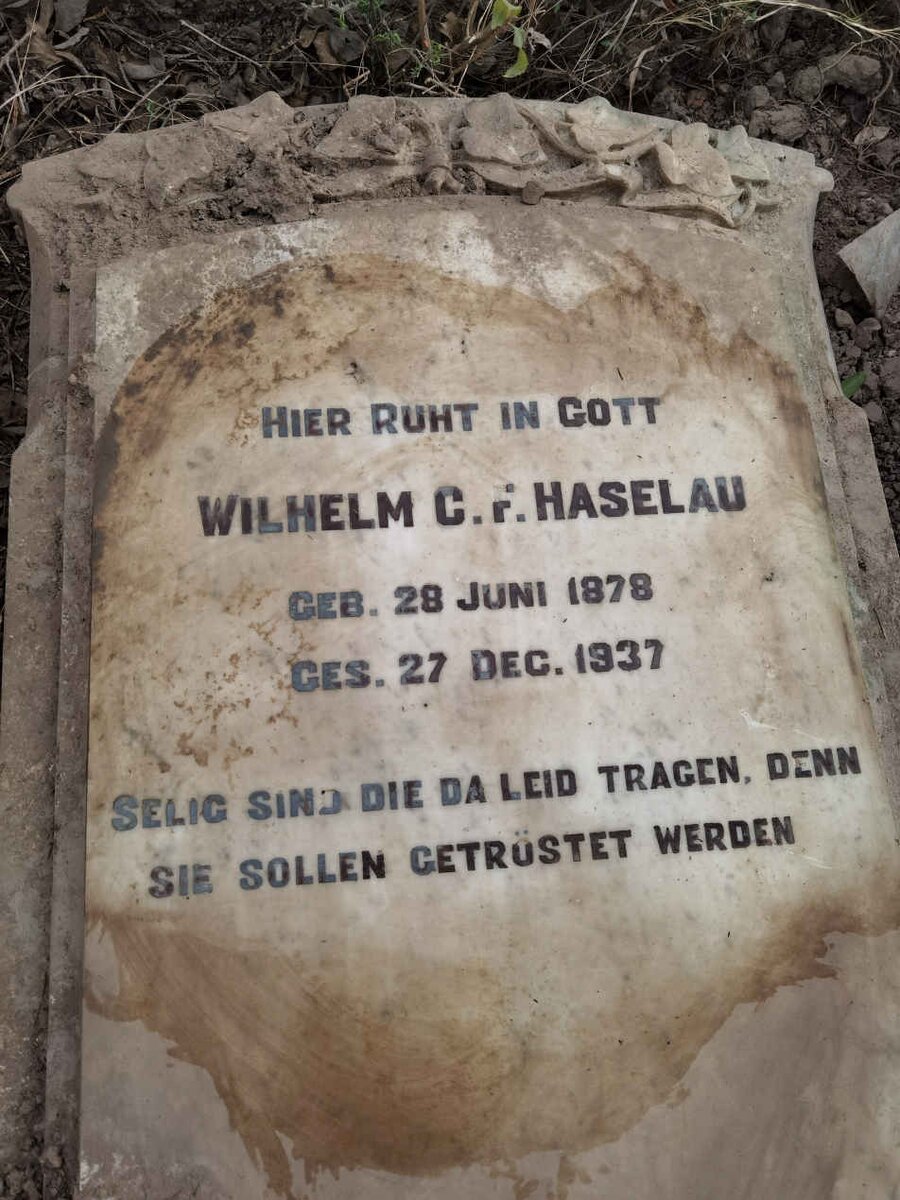 HIER RUHT IN GOTT
WILHELM C. F. HASELAU
GEB. 28 JUNI 1878
GES. 27 DEC. 1937
SELIG SIND DIE DA LEID TRAGEN, DENN
SIE SOLLEN GETRÖSTET WERDEN